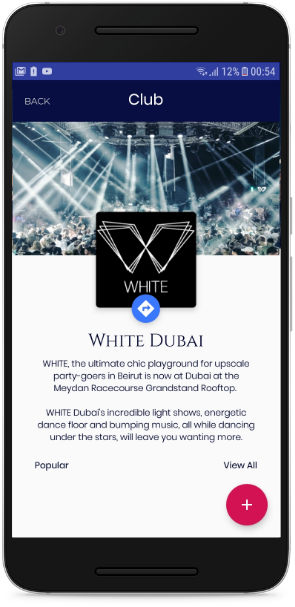 12% 00:54
BACK
Club
WHITE
WHITE DUBAI
WHITE, the ultimate chic playground for upscale
party-goers in Beirut is now at Dubai at the
Meydan Racecourse Grandstand Rooftop.
WHITE Dubai's incredible light shows, energetic
dance floor and bumping music, all while dancing
under the stars, will leave you wanting more.
Popular
View All
+